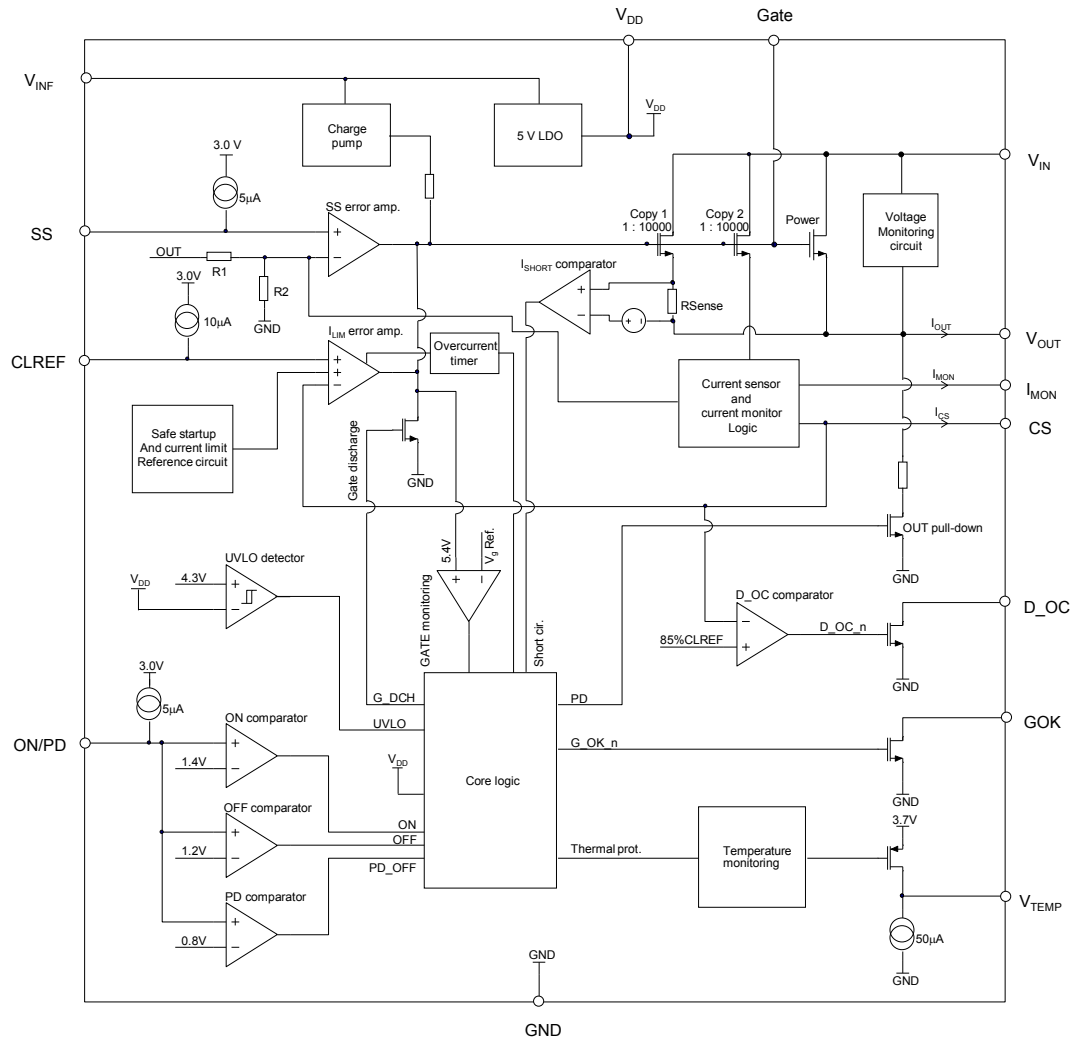 VDD
Gate
VINF
Charge
pump
5 V LDO
VDD
3.0 V
5µA
SS error amp.
+
−
SS
OUT
R1
R2
GND
3.0V
10µA
Copy 1
1 : 10000
Copy 2
1 : 10000
Power
VIN
Voltage
Monitoring
circuit
ISHORT comparator
+
−
+ −
RSense
IOUT
VOUT
ILIM error amp.
+
+
−
CLREF
Overcurrent
timer
Current sensor
and
current monitor
Logic
IMON
IMON
ICS
CS
Safe startup
And current limit
Reference circuit
Gate discharge
GND
OUT pull-down
GND
5.4V
Vg Ref.
+ −
GATE monitoring
Short cir.
UVLO detector
VDD
4.3V
+
−
D_OC comparator
−
+
85%CLREF
D_OC_n
D_OC
GND
G_DCH
UVLO
VDD
ON
OFF
PD_OFF
Core logic
PD
G_OK_n
Thermal prot.
GOK
GND
3.0V
5µA
ON/PD
ON comparator
+
−
1.4V
OFF comparator
+
−
1.2V
PD comparator
+
−
0.8V
Temperature
monitoring
3.7V
VTEMP
50µA
GND
GND
GND